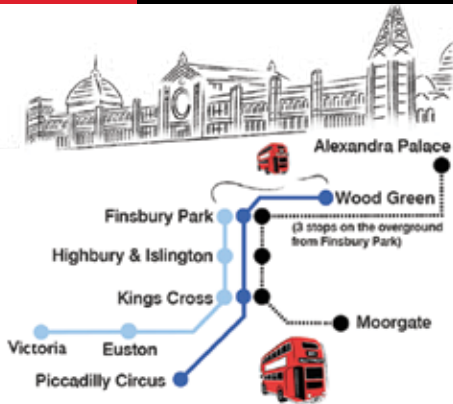 Alexandra Palace
Wood Green
Finsbury Park
(3 stops on the overground
from Finsbury Park)
Highbury & Islington
Kings Cross
Moorgate
Victoria
Euston
Piccadilly Circus